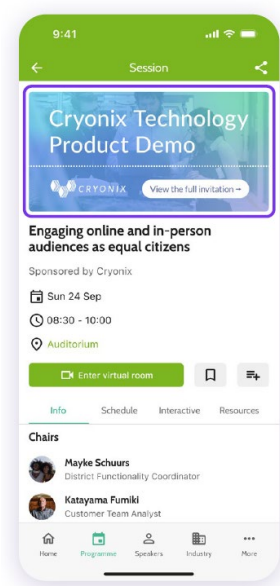 9:41
Session
Cryonix Technology
Product Demo
CRYONIX
View the full invitation
Engaging online and in-person
audiences as equal citizens
Sponsored by Cryonix
Sun 24 Sep
08:30 - 10:00
Auditorium
Enter virtual room
Info Schedule Interactive Resources
Chairs
Mayke Schuurs
District Functionality Coordinator
Katayama Fumiki
Customer Team Analyst
Home Programme Speakers Industry More